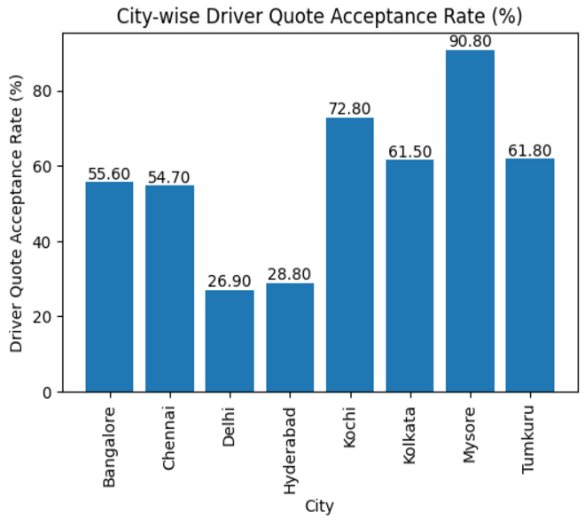 City-wise Driver Quote Acceptance Rate (%)
90.80
80
72.80
61.50
61.80
60
55.60
54.70
40
28.80
26.90
20
0
Driver Quote Acceptance Rate (%)
Bangalore
Chennai
Delhi
Hyderabad
Kochi
Kolkata
Mysore
Tumkuru
City